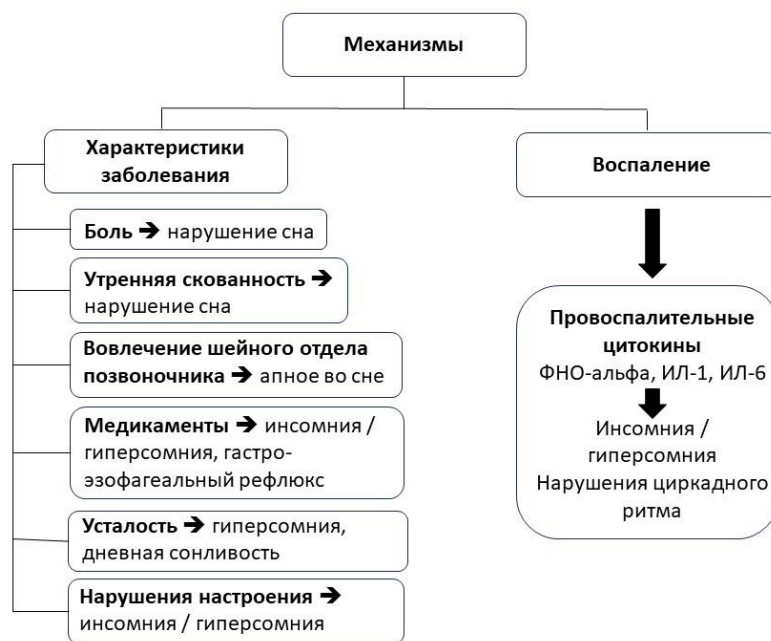 Механизмы
Характеристики
заболевания
Боль ➔ нарушение сна
Утренняя скованность ➔
нарушение сна
Вовлечение шейного отдела
позвоночника ➔ апное во сне
Медикаменты ➔ инсомния /
гиперсомния, гастро-
эзофагеальный рефлюкс
Усталость ➔ гиперсомния,
дневная сонливость
Нарушения настроения ➔
инсомния / гиперсомния
Воспаление
Провоспалительные
цитокины
ФНО-альфа, ИЛ-1, ИЛ-6
Инсомния /
гиперсомния
Нарушения циркадного
ритма